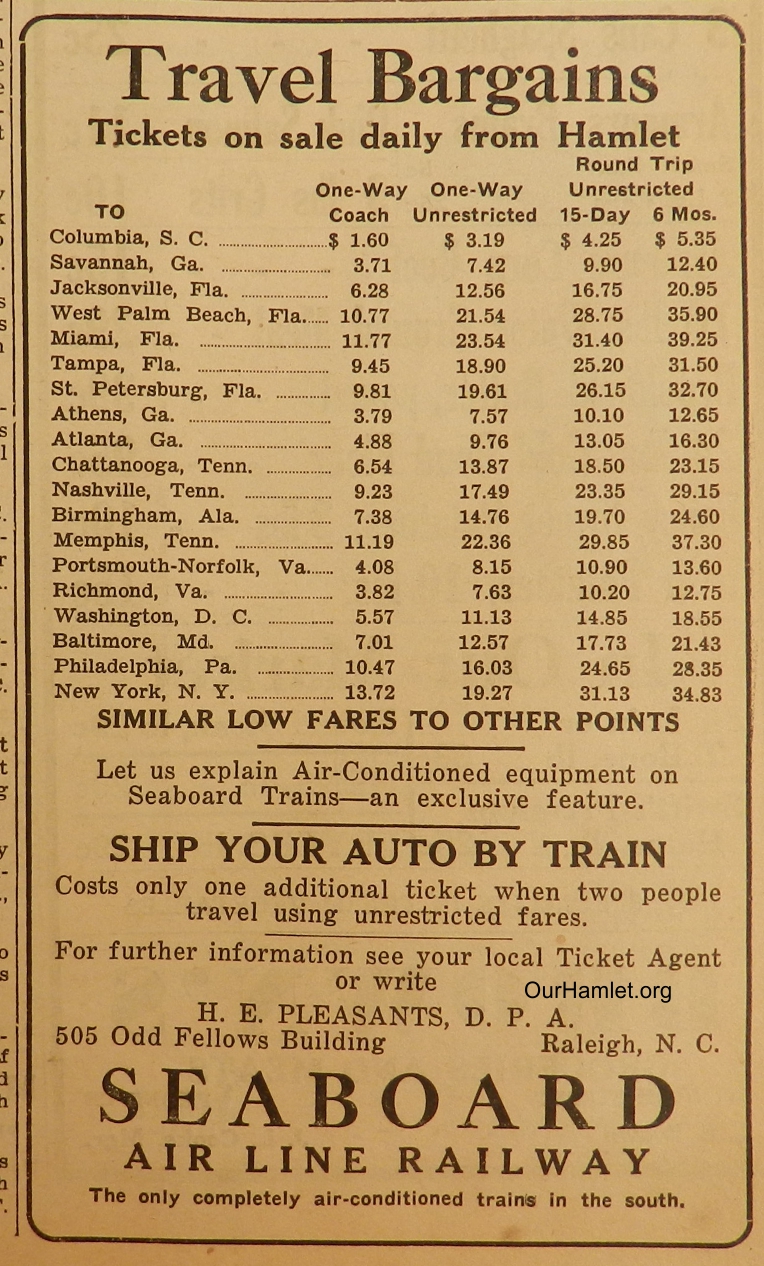 Travel Bargains
Tickets on sale daily from Hamlet
Round Trip
One-Way One-Way Unrestricted
TO Coach Unrestricted 15-Day 6 Mos.
Columbia, S. C. ........ $ 1.60 $ 3.19 $ 4.25 $ 5.35
Savannah, Ga. ........ 3.71 7.42 9.90 12.40
Jacksonville, Fla. ........ 6.28 12.56 16.75 20.95
West Palm Beach, Fla. ...... 10.77 21.54 28.75 35.90
Miami, Fla. ........ 11.77 23.54 31.40 39.25
Tampa, Fla. ........ 9.45 18.90 25.20 31.50
St. Petersburg, Fla. ........ 9.81 19.61 26.15 32.70
Athens, Ga. ........ 3.79 7.57 10.10 12.65
Atlanta, Ga. ........ 4.88 9.76 13.05 16.30
Chattanooga, Tenn. ........ 6.54 13.87 18.50 23.15
Nashville, Tenn. ........ 9.23 17.49 23.35 29.15
Birmingham, Ala. ........ 7.38 14.76 19.70 24.60
Memphis, Tenn. ........ 11.19 22.36 29.85 37.30
Portsmouth-Norfolk, Va. ...... 4.08 8.15 10.90 13.60
Richmond, Va. ........ 3.82 7.63 10.20 12.75
Washington, D. C. ........ 5.57 11.13 14.85 18.55
Baltimore, Md. ........ 7.01 12.57 17.73 21.43
Philadelphia, Pa. ........ 10.47 16.03 24.65 28.35
New York, N. Y. ........ 13.72 19.27 31.13 34.83
SIMILAR LOW FARES TO OTHER POINTS
Let us explain Air-Conditioned equipment on
Seaboard Trains—an exclusive feature.
SHIP YOUR AUTO BY TRAIN
Costs only one additional ticket when two people
travel using unrestricted fares.
For further information see your local Ticket Agent
or write
OurHamlet.org
H. E. PLEASANTS, D. P. A.
505 Odd Fellows Building Raleigh, N. C.
SEABOARD
AIR LINE RAILWAY
The only completely air-conditioned trains in the south.